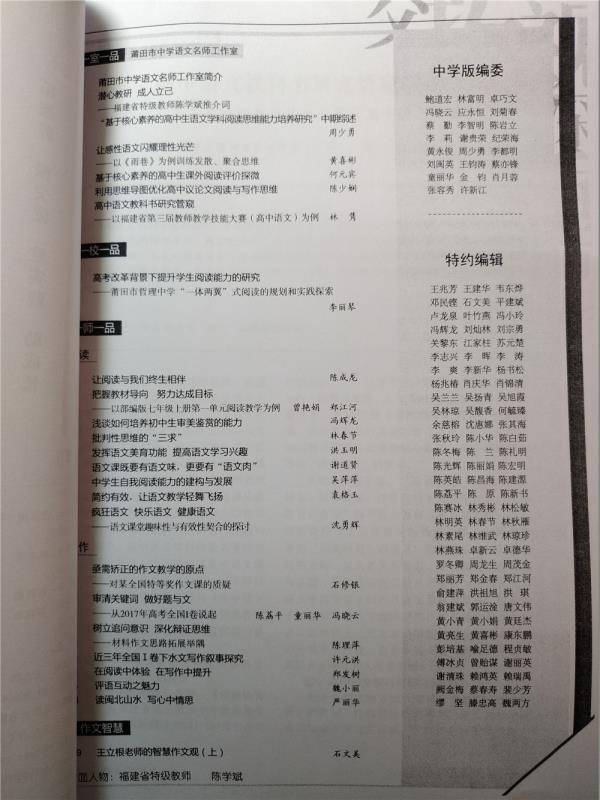 一室一品 莆田市中学语文名师工作室
莆田市中学语文名师工作室简介
潜心教研 成人立己
——福建省特级教师陈学斌推介词
“基于核心素养的高中生语文学科阅读思维能力培养研究”中期综述
周少勇
让感性语文闪耀理性光芒
——以《雨巷》为例训练发散、聚合思维 黄喜彬
基于核心素养的高中生课外阅读评价探微 何元宾
利用思维导图优化高中议论文阅读与写作思维 陈少娴
高中语文教科书研究管窥
——以福建省第三届教师教学技能大赛（高中语文）为例 林 隽
一校一品
高考改革背景下提升学生阅读能力的研究
——莆田市哲理中学“一体两翼”式阅读的规划和实践探索
李丽琴
一师一品
读
让阅读与我们终生相伴 陈成龙
把握教材导向 努力达成目标
——以部编版七年级上册第一单元阅读教学为例 曾艳娟 郑江河
浅谈如何培养初中生审美鉴赏的能力 冯辉龙
批判性思维的“三求” 林春节
发挥语文美育功能 提高语文学习兴趣 洪玉明
语文课既要有语文味，更要有“语文肉” 谢道贤
中学生自我阅读能力的建构与发展 吴萍萍
简约有效，让语文教学轻舞飞扬 袁格玉
疯狂语文 快乐语文 健康语文
——语文课堂趣味性与有效性契合的探讨 沈勇辉
作
亟需矫正的作文教学的原点
——对某全国特等奖作文课的质疑 石修银
审清关键词 做好题与文
——从2017年高考全国Ⅰ卷说起 陈荔平 童丽华 冯晓云
树立追问意识 深化辩证思维
——材料作文思路拓展举隅 陈理萍
近三年全国Ⅰ卷下水文写作叙事探究 许元洪
在阅读中体验 在写作中提升 郑发树
评语互动之魅力 魏小丽
读闽北山水 写心中情思 严丽华
作文智慧
王立根老师的智慧作文观（上） 石文美
面人物：福建省特级教师 陈学斌
中学版编委
鲍道宏 林富明 卓巧文
冯晓云 应永恒 刘菊春
蔡 勤 李智明 陈岩立
李 莉 谢贵荣 纪荣海
黄永俊 周少勇 李都明
刘闽英 王钧涛 蔡亦锋
童丽华 金 钧 肖月蓉
张容秀 许新江
特约编辑
王兆芳 王建华 韦东烨
邓民铿 石文美 平建斌
卢龙泉 叶竹燕 冯小玲
冯辉龙 刘灿林 刘宗勇
关黎东 江家柱 苏元楚
李志兴 李 晖 李 涛
李 爽 李新华 杨书松
杨兆椿 肖庆华 肖锦清
吴兰兰 吴扬青 吴旭霞
吴林琼 吴馥香 何毓臻
余慈榕 沈惠娜 张其海
张秋玲 陈小华 陈白茹
陈冬梅 陈 兰 陈礼明
陈光辉 陈丽娟 陈宏明
陈英皓 陈昌海 陈建源
陈荔平 陈 原 陈新书
陈赛冰 林秀彬 林松敏
林明英 林春节 林秋雁
林素尾 林维武 林琼珍
林燕珠 卓新云 卓德华
罗冬卿 周龙生 周茂金
郑丽芳 郑金春 郑江河
俞建萍 洪祖旭 洪 琪
翁建斌 郭运淦 唐文伟
黄小青 黄小娟 黄廷杰
黄亮生 黄喜彬 康东鹏
彭培基 喻足德 程贞敏
傅冰贞 曾贻谋 谢丽英
谢清珠 赖鸿英 赖瑞禹
阙金梅 蔡春寿 裴少芳
缪 坚 滕忠高 魏两方